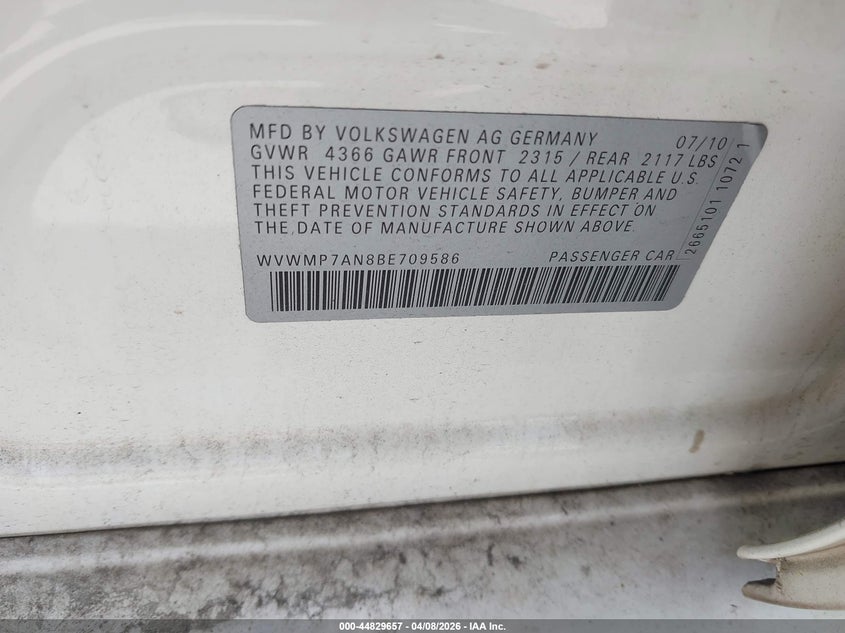 MFD BY VOLKSWAGEN AG GERMANY 07/10
GVWR 4366 GAWR FRONT 2315 / REAR 2117 LBS
THIS VEHICLE CONFORMS TO ALL APPLICABLE U.S.
FEDERAL MOTOR VEHICLE SAFETY, BUMPER AND
THEFT PREVENTION STANDARDS IN EFFECT ON
THE DATE OF MANUFACTURE SHOWN ABOVE.
WVWMP7AN8BE709586 PASSENGER CAR
2665101 1072 1
000-44829657 - 04/08/2026 - IAA Inc.